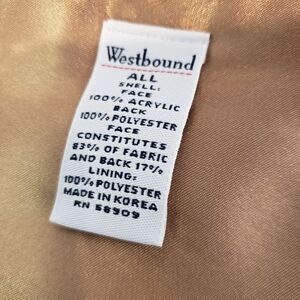 Westbound
ALL
SHELL:
FACE
100% ACRYLIC
BACK
100% POLYESTER
FACE
CONSTITUTES
83% OF FABRIC
AND BACK 17%
LINING:
100% POLYESTER
MADE IN KOREA
RN 58909